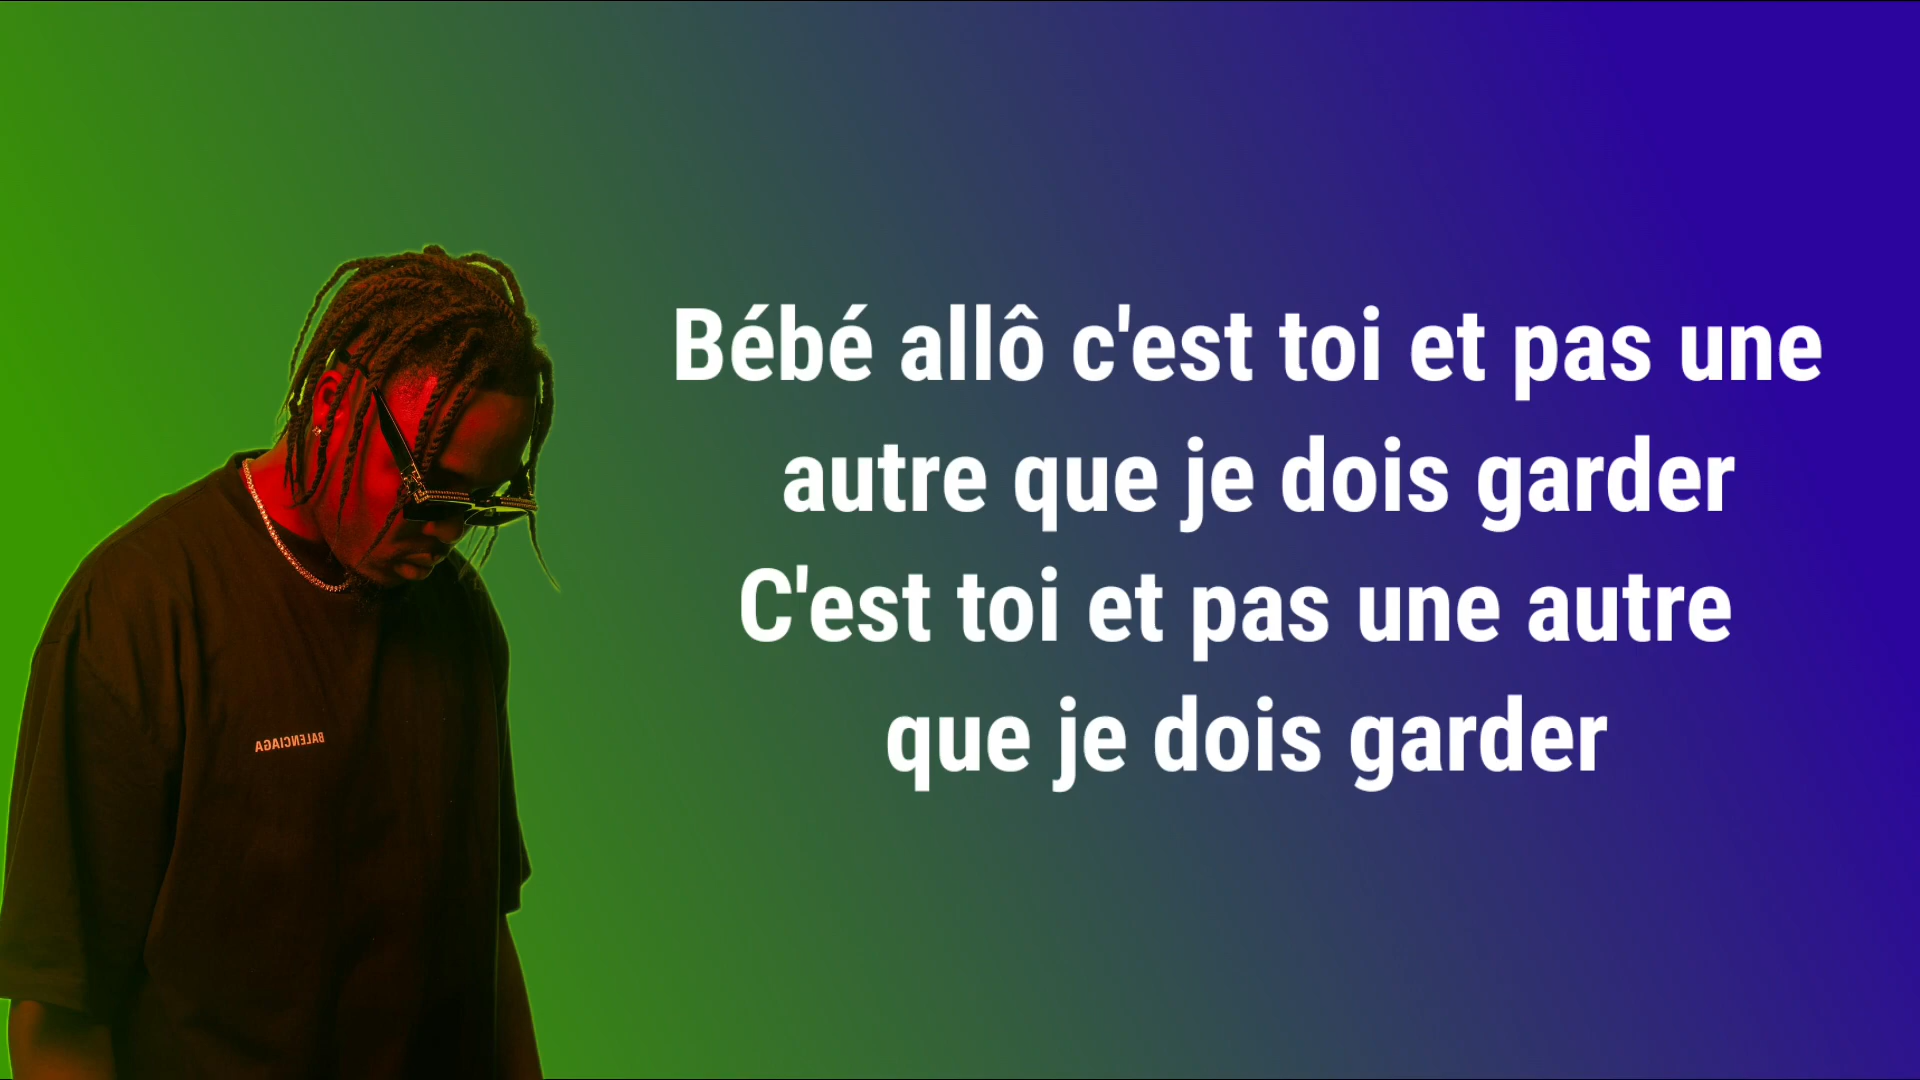 Bébé allô c'est toi et pas une
autre que je dois garder
C'est toi et pas une autre
que je dois garder
BALENCIAGA